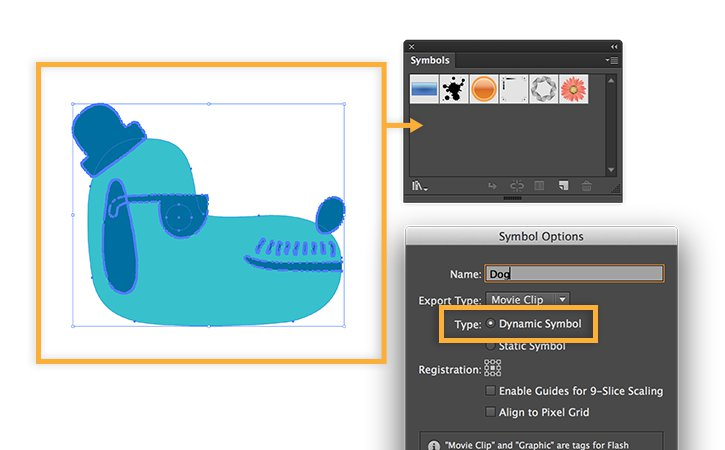 Symbols
Symbol Options
Name: Dog
Export Type: Movie Clip
Type: Dynamic Symbol
Static Symbol
Registration:
Enable Guides for 9-Slice Scaling
Align to Pixel Grid
"Movie Clip" and "Graphic" are tags for Flash